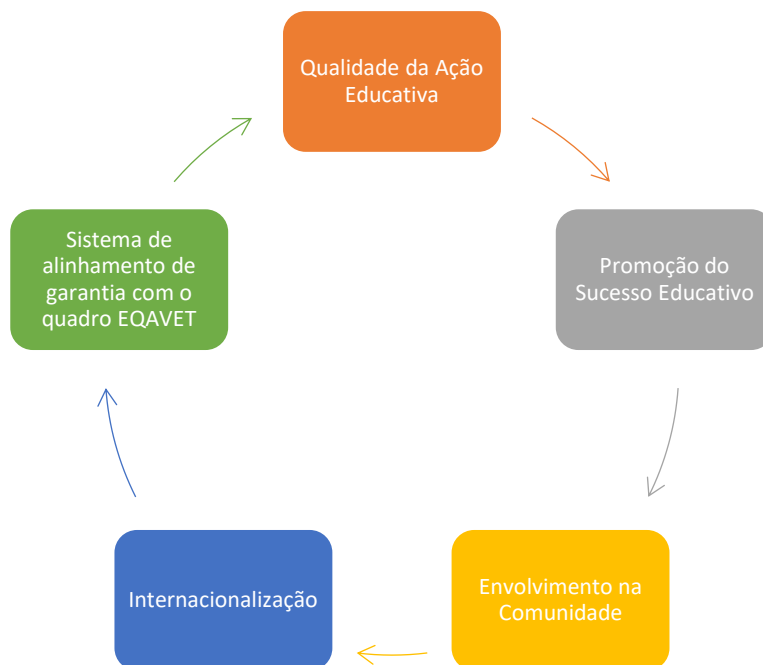 Qualidade da Ação
Educativa
Promoção do
Sucesso Educativo
Envolvimento na
Comunidade
Internacionalização
Sistema de
alinhamento de
garantia com o
quadro EQAVET